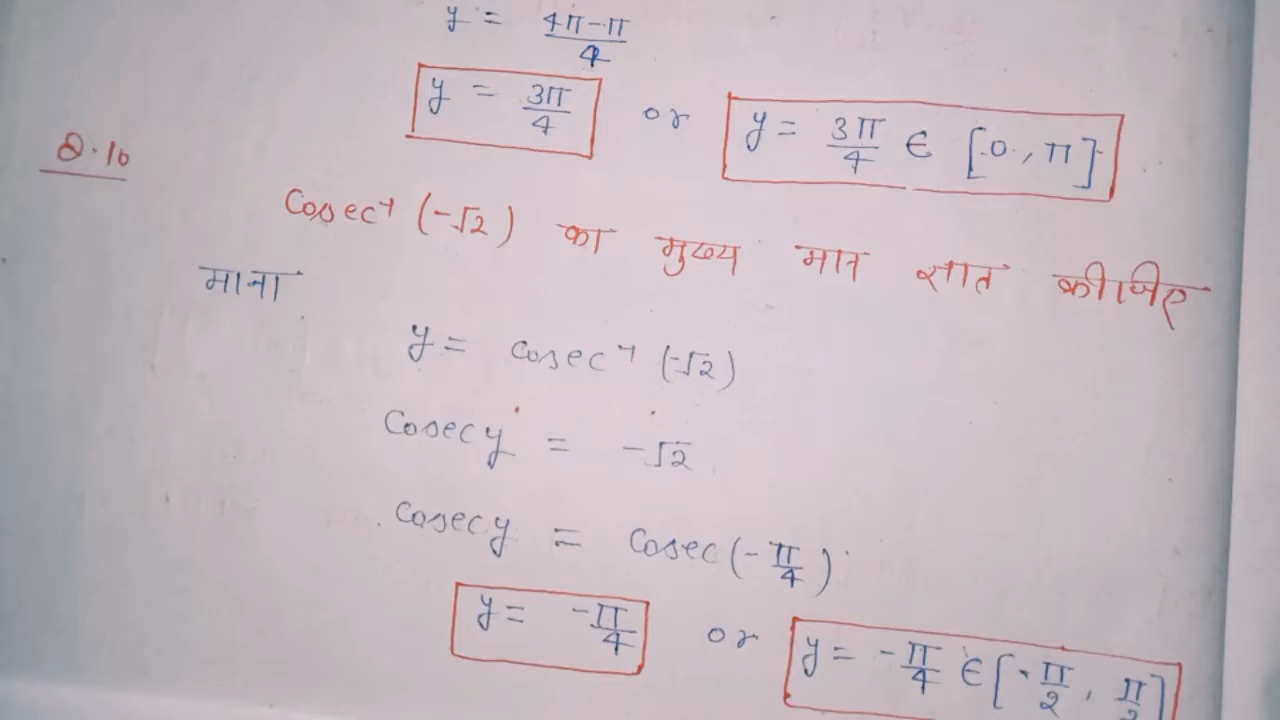 y = 4π-π/4
y = 3π/4 or y = 3π/4 ∈ [0, π]
Q.10
Cosec⁻¹ (-√2) का मुख्य मान ज्ञात कीजिए
माना
y = Cosec⁻¹ (-√2)
Cosec y = -√2
Cosec y = Cosec (-π/4)
y = -π/4 or y = -π/4 ∈ [-π/2, π/2]